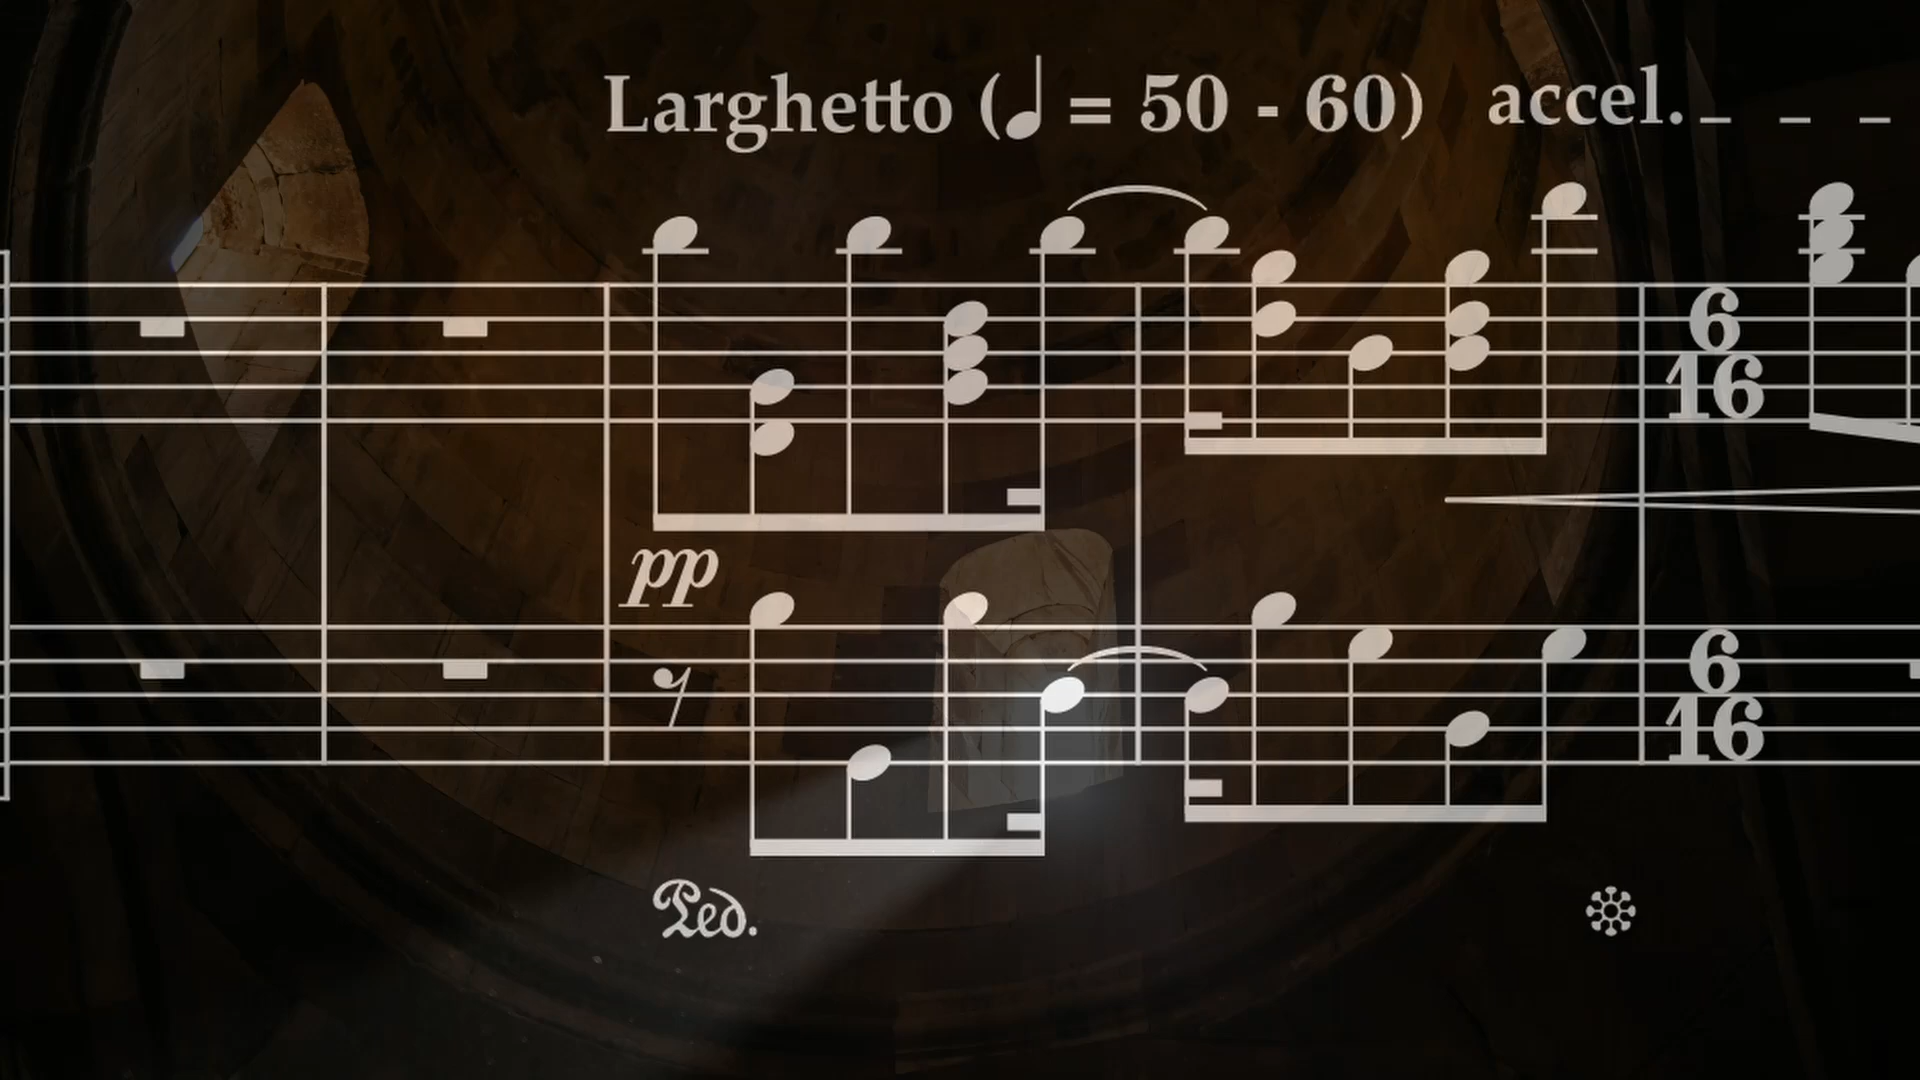 Larghetto (♩ = 50 - 60) accel.
6
16
pp
6
16
Ped.